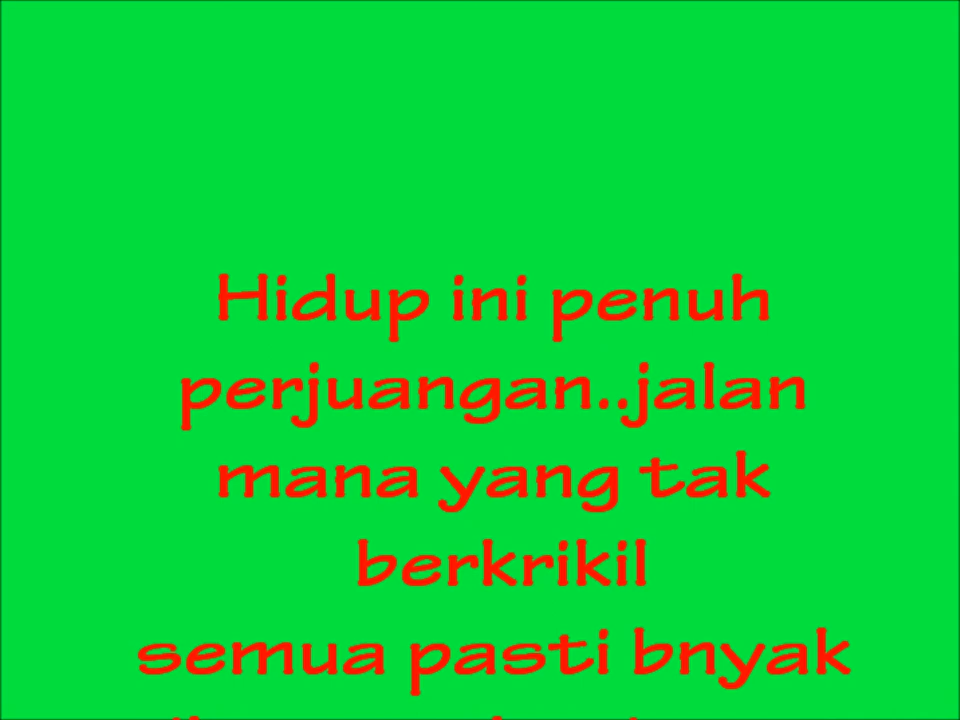 Hidup ini penuh
perjuangan..jalan
mana yang tak
berkrikil
semua pasti bnyak